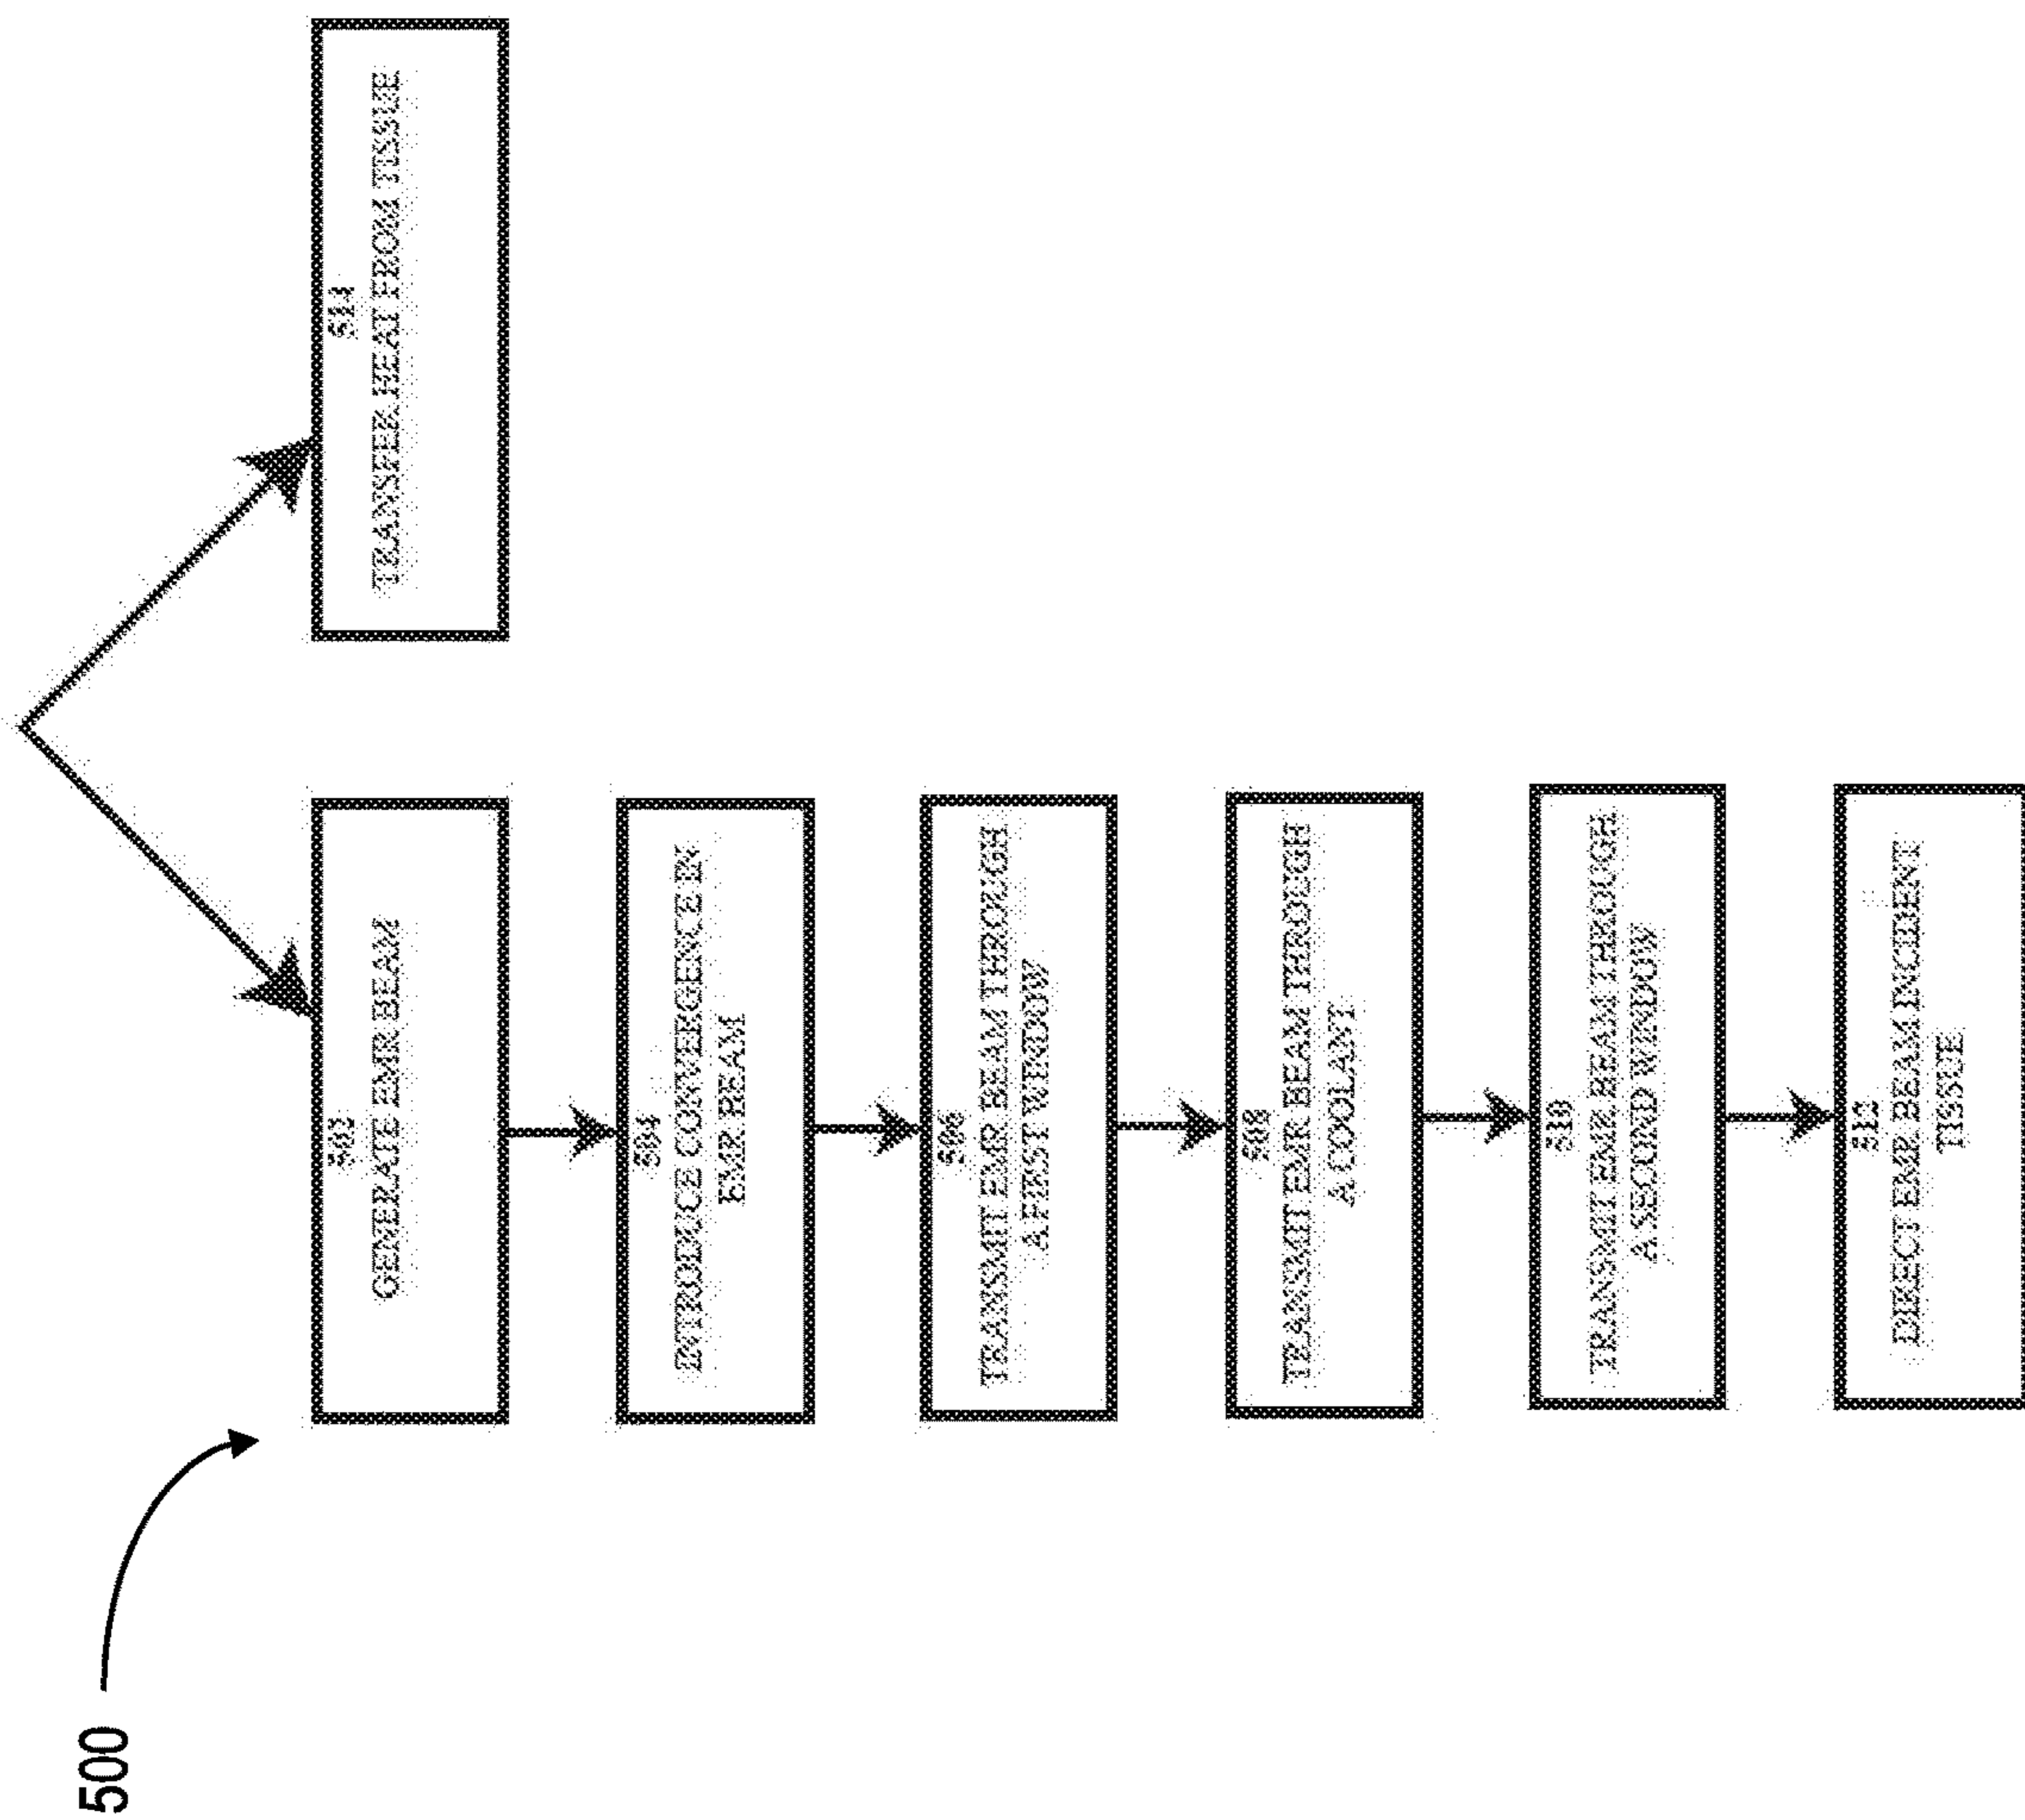 500
502
GENERATE EMR BEAM
504
INTRODUCE CONVERGENCE IN
EMR BEAM
506
TRANSMIT EMR BEAM THROUGH
A FIRST WINDOW
508
TRANSMIT EMR BEAM THROUGH
A COOLANT
510
TRANSMIT EMR BEAM THROUGH
A SECOND WINDOW
512
DIRECT EMR BEAM INCIDENT
TISSUE
514
TRANSFER HEAT FROM TISSUE